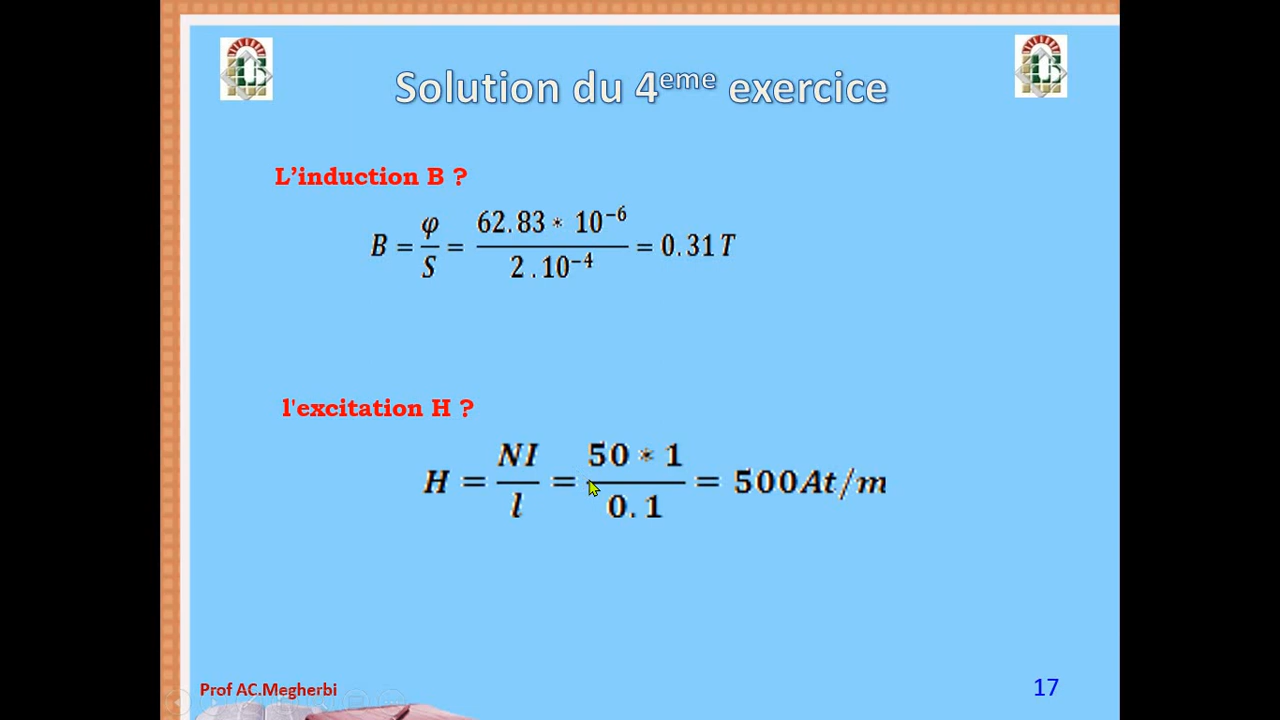 Solution du 4eme exercice
L'induction B ?
B = φ/S = 62.83 * 10^−6 / 2 . 10^−4 = 0.31 T
l'excitation H ?
H = NI/l = 50 * 1 / 0.1 = 500At/m
Prof AC.Megherbi
17